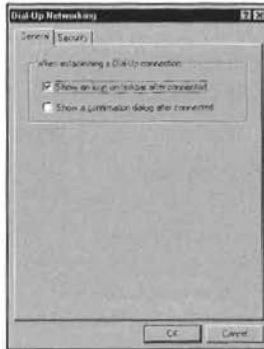 Dial-Up Networking
General Security
When establishing a Dial-Up connection:
Show an icon on taskbar after connected
Show a confirmation dialog after connected
OK Cancel